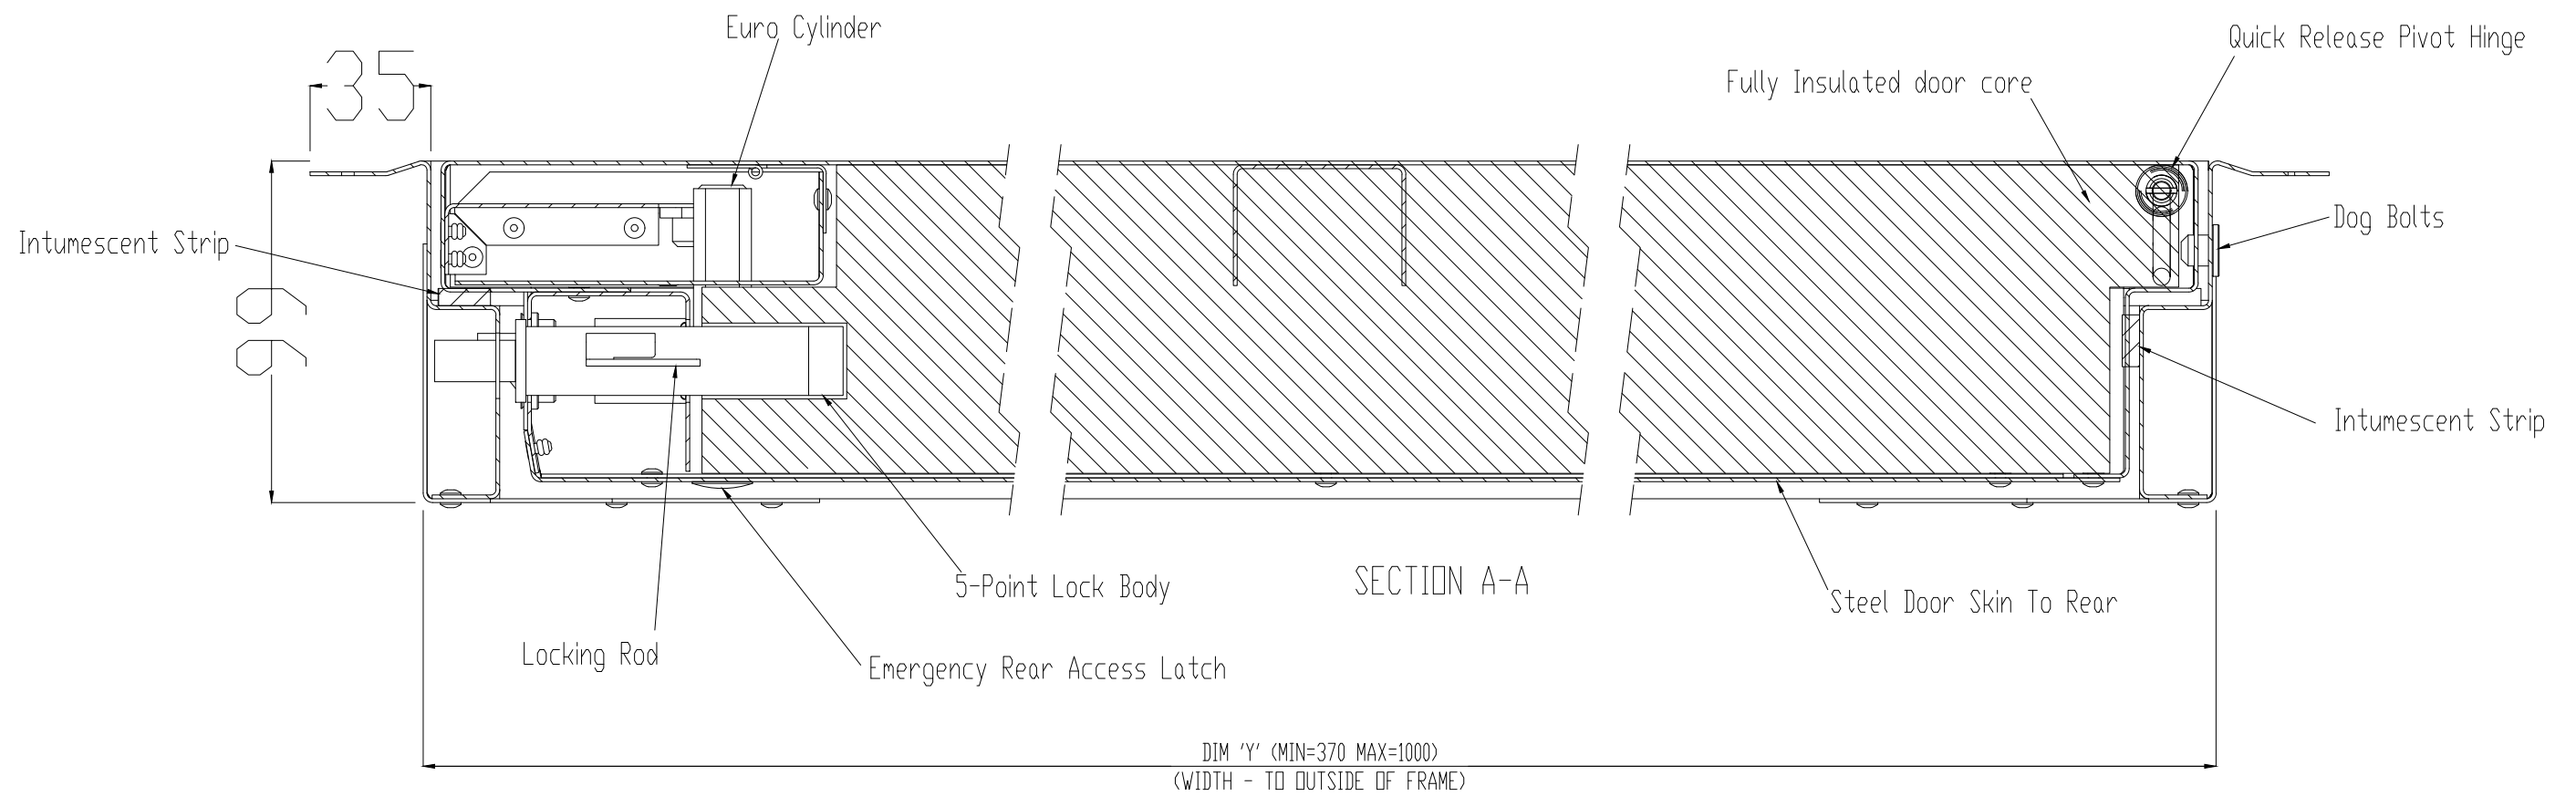 Euro Cylinder
Quick Release Pivot Hinge
35
Fully Insulated door core
Dog Bolts
Intumescent Strip
99
Intumescent Strip
5-Point Lock Body
SECTION A-A
Steel Door Skin To Rear
Locking Rod
Emergency Rear Access Latch
DIM 'Y' (MIN=370 MAX=1000)
(WIDTH - TO OUTSIDE OF FRAME)